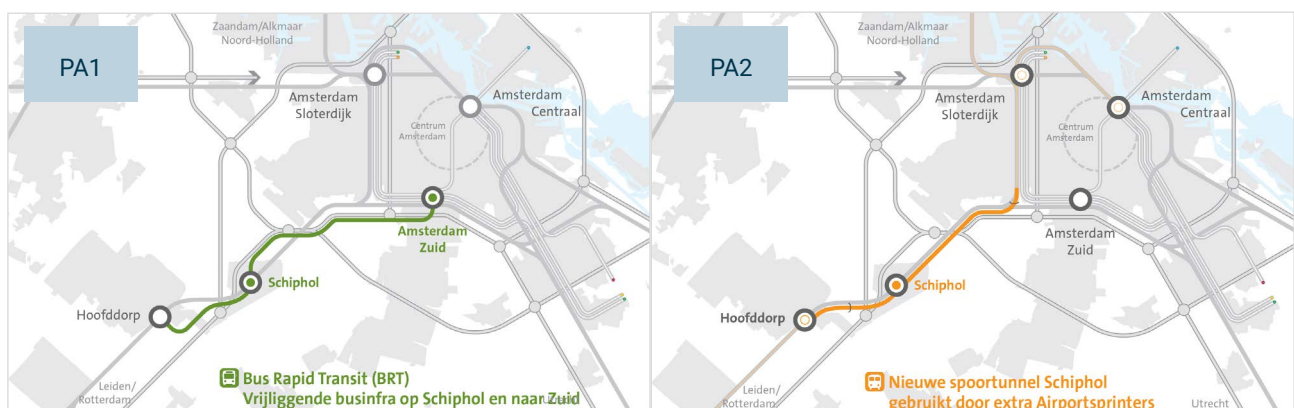 PA1
Zaandam/Alkmaar
Noord-Holland
Amsterdam
Sloterdijk
Amsterdam
Centraal
Centrum
Amsterdam
Amsterdam
Zuid
Schiphol
Hoofddorp
Leiden/
Rotterdam
Bus Rapid Transit (BRT)
Vrijliggende businfra op Schiphol en naar Zuid
PA2
Zaandam/Alkmaar
Noord-Holland
Amsterdam
Sloterdijk
Amsterdam
Centraal
Centrum
Amsterdam
Amsterdam
Zuid
Schiphol
Hoofddorp
Leiden/
Rotterdam
Nieuwe spoortunnel Schiphol
gebruikt door extra Airportsprinters
Utrecht